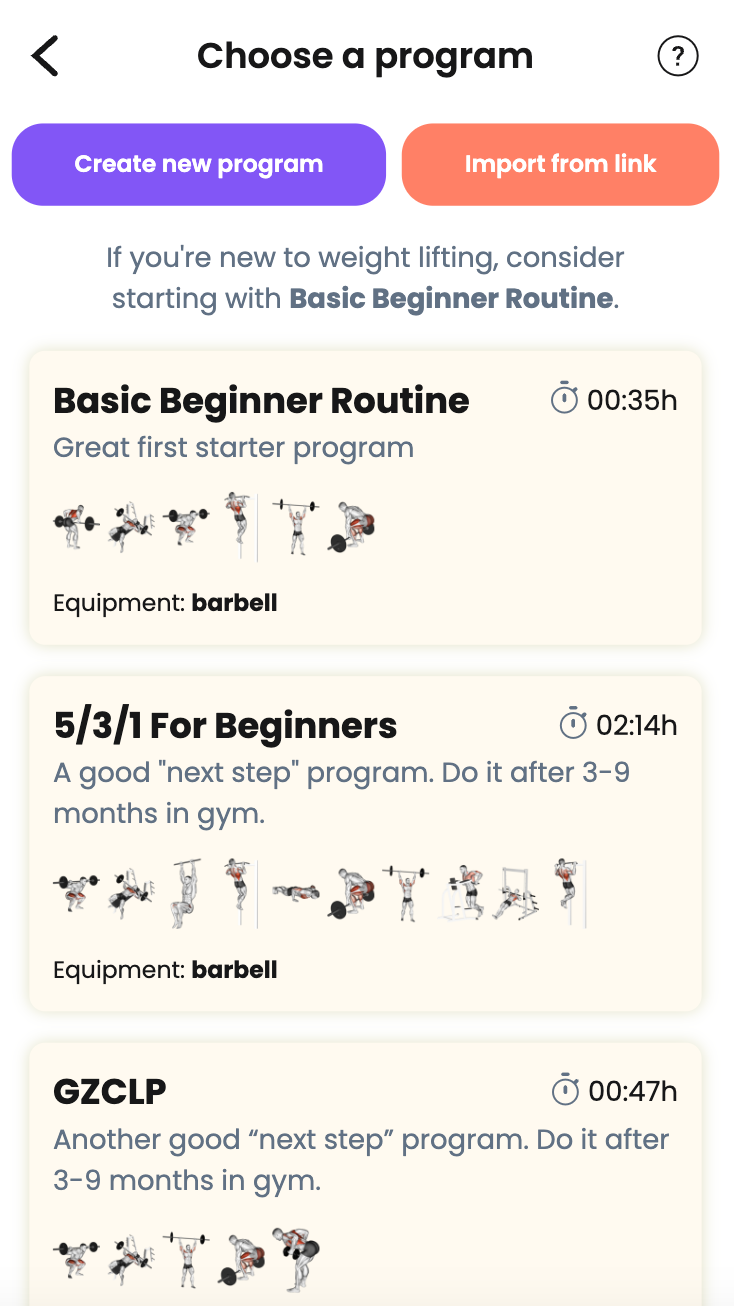 Choose a program
?
Create new program
Import from link
If you're new to weight lifting, consider
starting with Basic Beginner Routine.
Basic Beginner Routine
00:35h
Great first starter program
Equipment: barbell
5/3/1 For Beginners
02:14h
A good "next step" program. Do it after 3-9
months in gym.
Equipment: barbell
GZCLP
00:47h
Another good “next step” program. Do it after
3-9 months in gym.